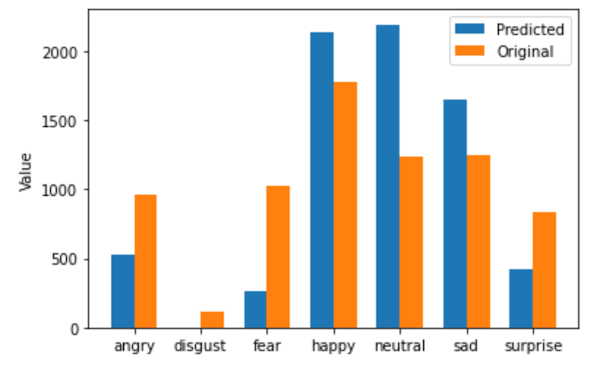 Predicted
Original
2000
1500
1000
500
0
Value
angry disgust fear happy neutral sad surprise